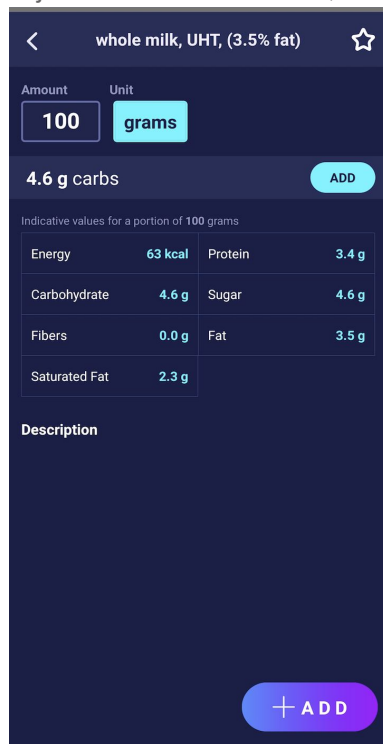 whole milk, UHT, (3.5% fat)
Amount Unit
100 grams
4.6 g carbs ADD
Indicative values for a portion of 100 grams
Energy 63 kcal Protein 3.4 g
Carbohydrate 4.6 g Sugar 4.6 g
Fibers 0.0 g Fat 3.5 g
Saturated Fat 2.3 g
Description
ADD